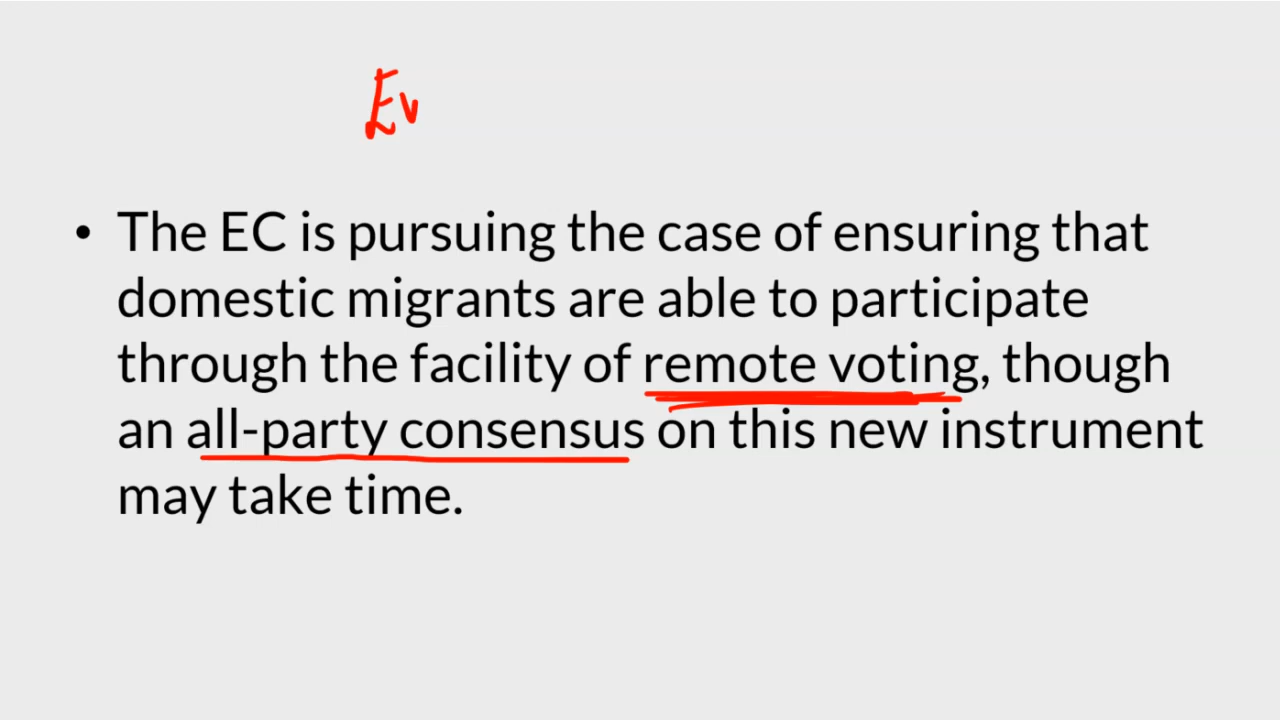 Ev
• The EC is pursuing the case of ensuring that
domestic migrants are able to participate
through the facility of remote voting, though
an all-party consensus on this new instrument
may take time.